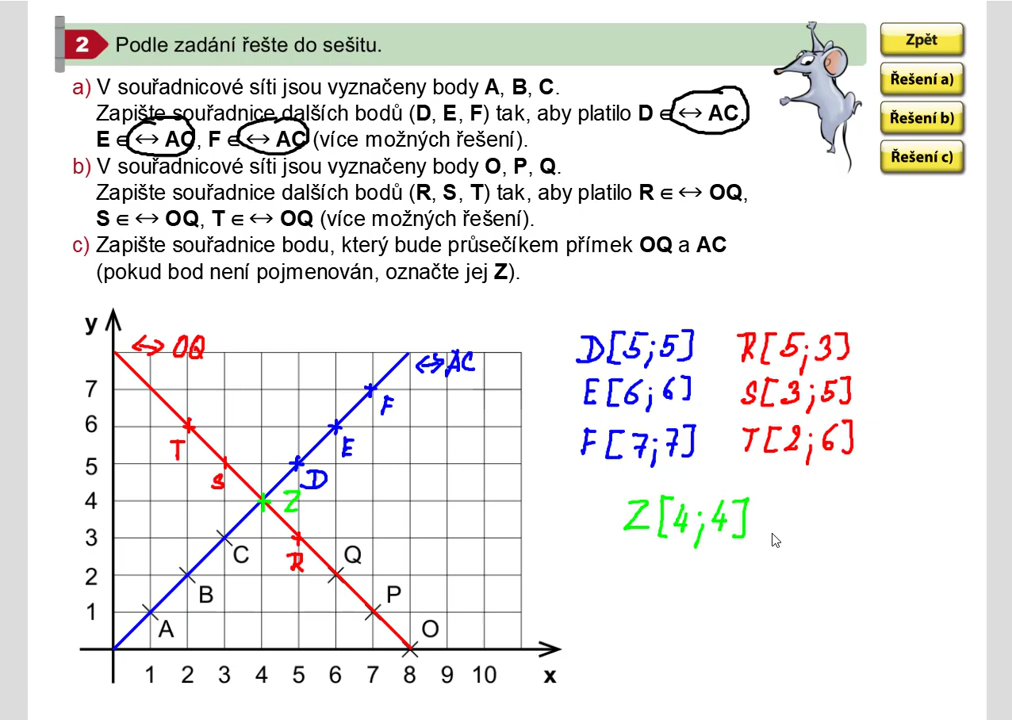 2 Podle zadání řešte do sešitu.
Zpět
Řešení a)
Řešení b)
Řešení c)
a) V souřadnicové síti jsou vyznačeny body A, B, C.
Zapište souřadnice dalších bodů (D, E, F) tak, aby platilo D ∈ ↔ AC,
E ∈ ↔ AC, F ∈ ↔ AC (více možných řešení).
b) V souřadnicové síti jsou vyznačeny body O, P, Q.
Zapište souřadnice dalších bodů (R, S, T) tak, aby platilo R ∈ ↔ OQ,
S ∈ ↔ OQ, T ∈ ↔ OQ (více možných řešení).
c) Zapište souřadnice bodu, který bude průsečíkem přímek OQ a AC
(pokud bod není pojmenován, označte jej Z).
y
↔ OQ
↔ AC
7
F
6
T
E
5
S
D
4
Z
3
C
R
Q
2
B
P
1
A
O
1 2 3 4 5 6 7 8 9 10 x
D[5;5] R[5;3]
E[6;6] S[3;5]
F[7;7] T[2;6]
Z[4;4]